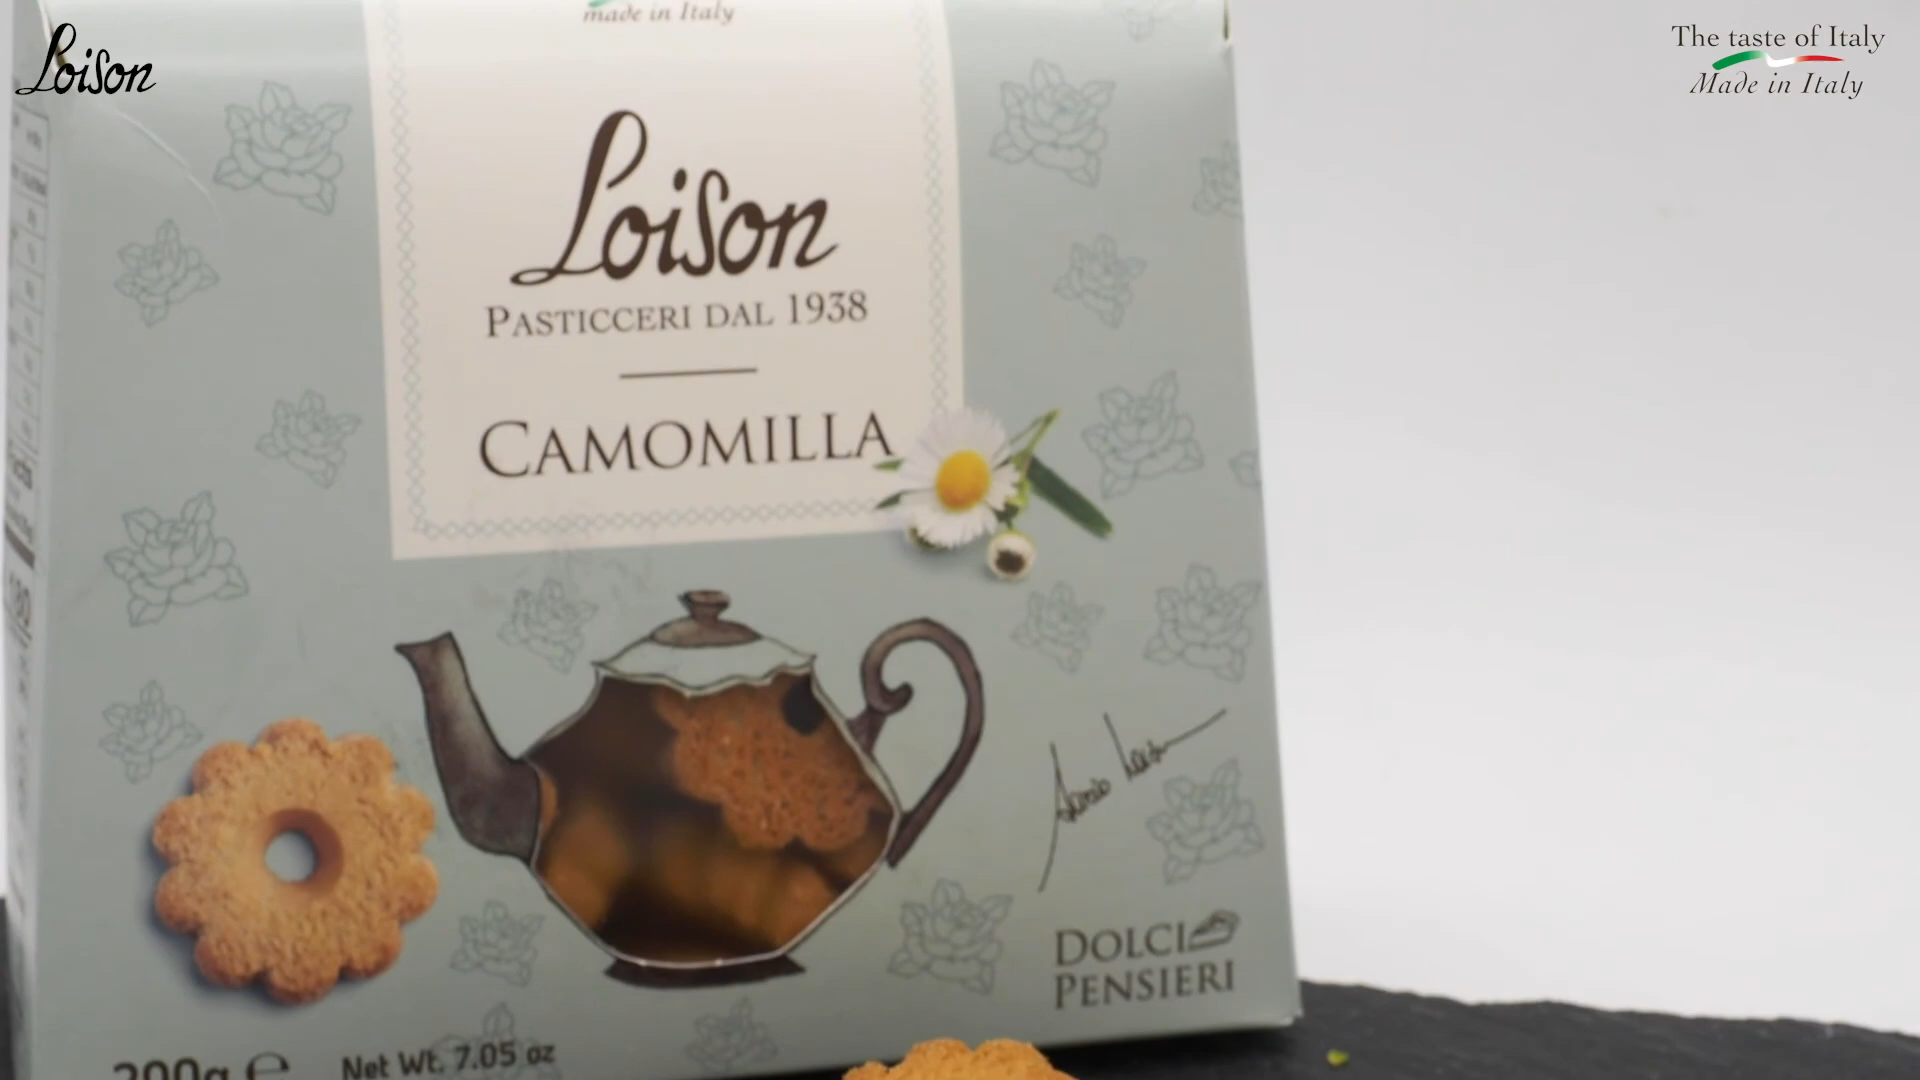 Loison
The taste of Italy
Made in Italy
made in Italy
Loison
PASTICCERI DAL 1938
CAMOMILLA
DOLCI
PENSIERI
200g ℮ Net Wt. 7.05 oz